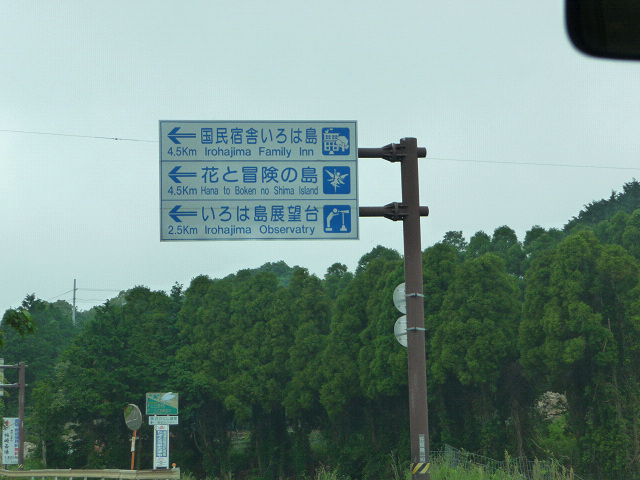 国民宿舎いろは島
4.5Km Irohajima Family Inn
花と冒険の島
4.5Km Hana to Boken no Shima Island
いろは島展望台
2.5Km Irohajima Observatry